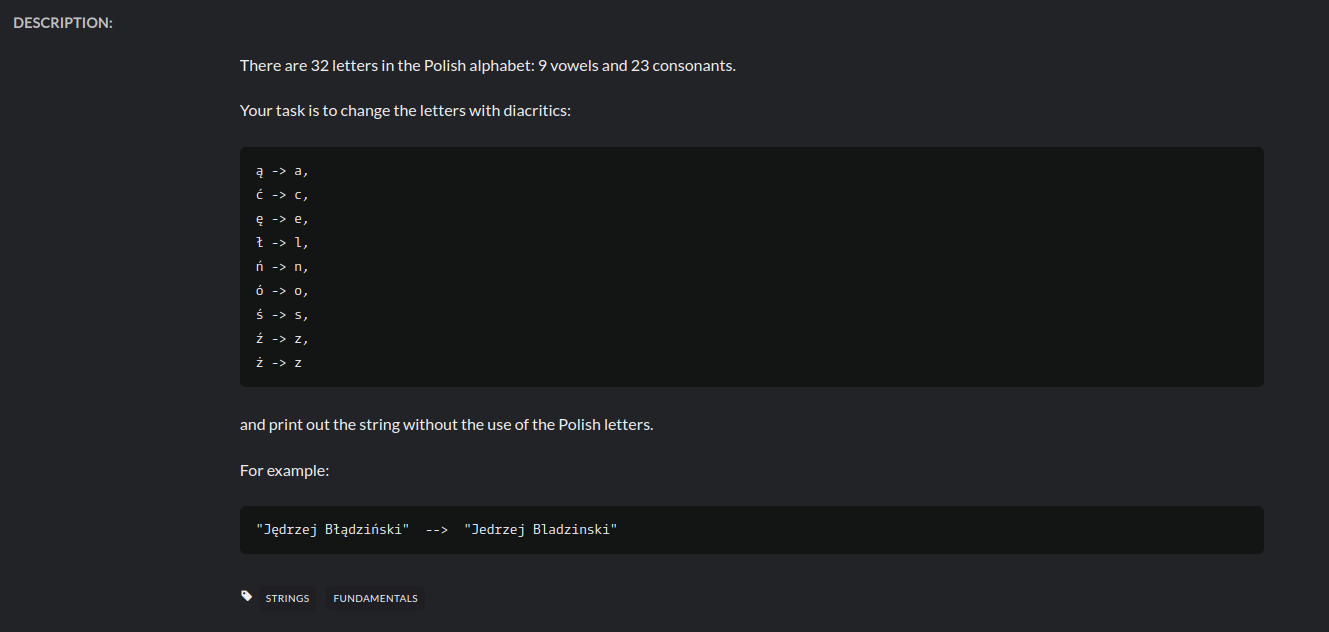 DESCRIPTION:
There are 32 letters in the Polish alphabet: 9 vowels and 23 consonants.
Your task is to change the letters with diacritics:
ą -> a,
ć -> c,
ę -> e,
ł -> l,
ń -> n,
ó -> o,
ś -> s,
ź -> z,
ż -> z
and print out the string without the use of the Polish letters.
For example:
"Jędrzej Błądziński"  -->  "Jedrzej Bladzinski"
STRINGS FUNDAMENTALS